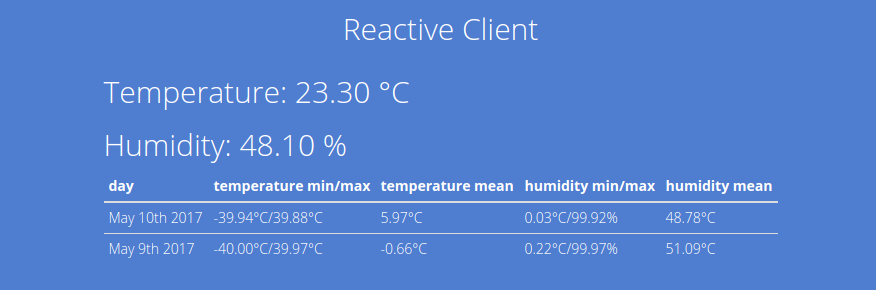 Reactive Client
Temperature: 23.30 °C
Humidity: 48.10 %
day temperature min/max temperature mean humidity min/max humidity mean
May 10th 2017 -39.94°C/39.88°C 5.97°C 0.03°C/99.92% 48.78°C
May 9th 2017 -40.00°C/39.97°C -0.66°C 0.22°C/99.97% 51.09°C